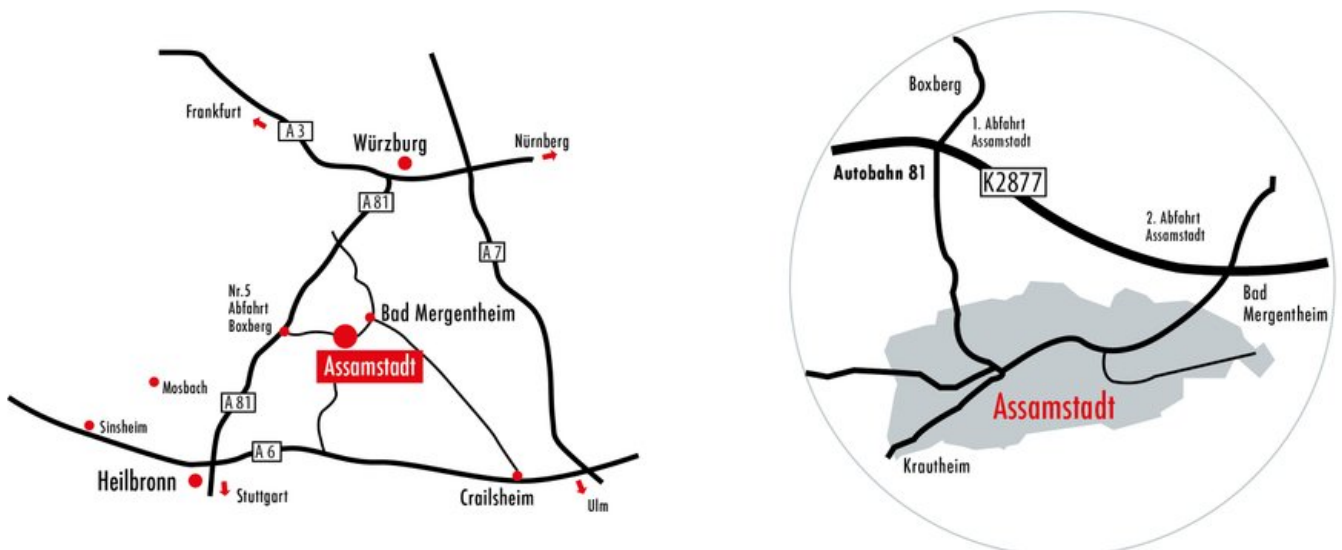 Frankfurt
A 3
Würzburg
Nürnberg
A 81
A 7
Nr.5
Abfahrt
Boxberg
Bad Mergentheim
Assamstadt
Mosbach
A 81
Sinsheim
A 6
Heilbronn
Stuttgart
Crailsheim
Ulm
Boxberg
1. Abfahrt
Assamstadt
Autobahn 81
K2877
2. Abfahrt
Assamstadt
Bad
Mergentheim
Assamstadt
Krautheim